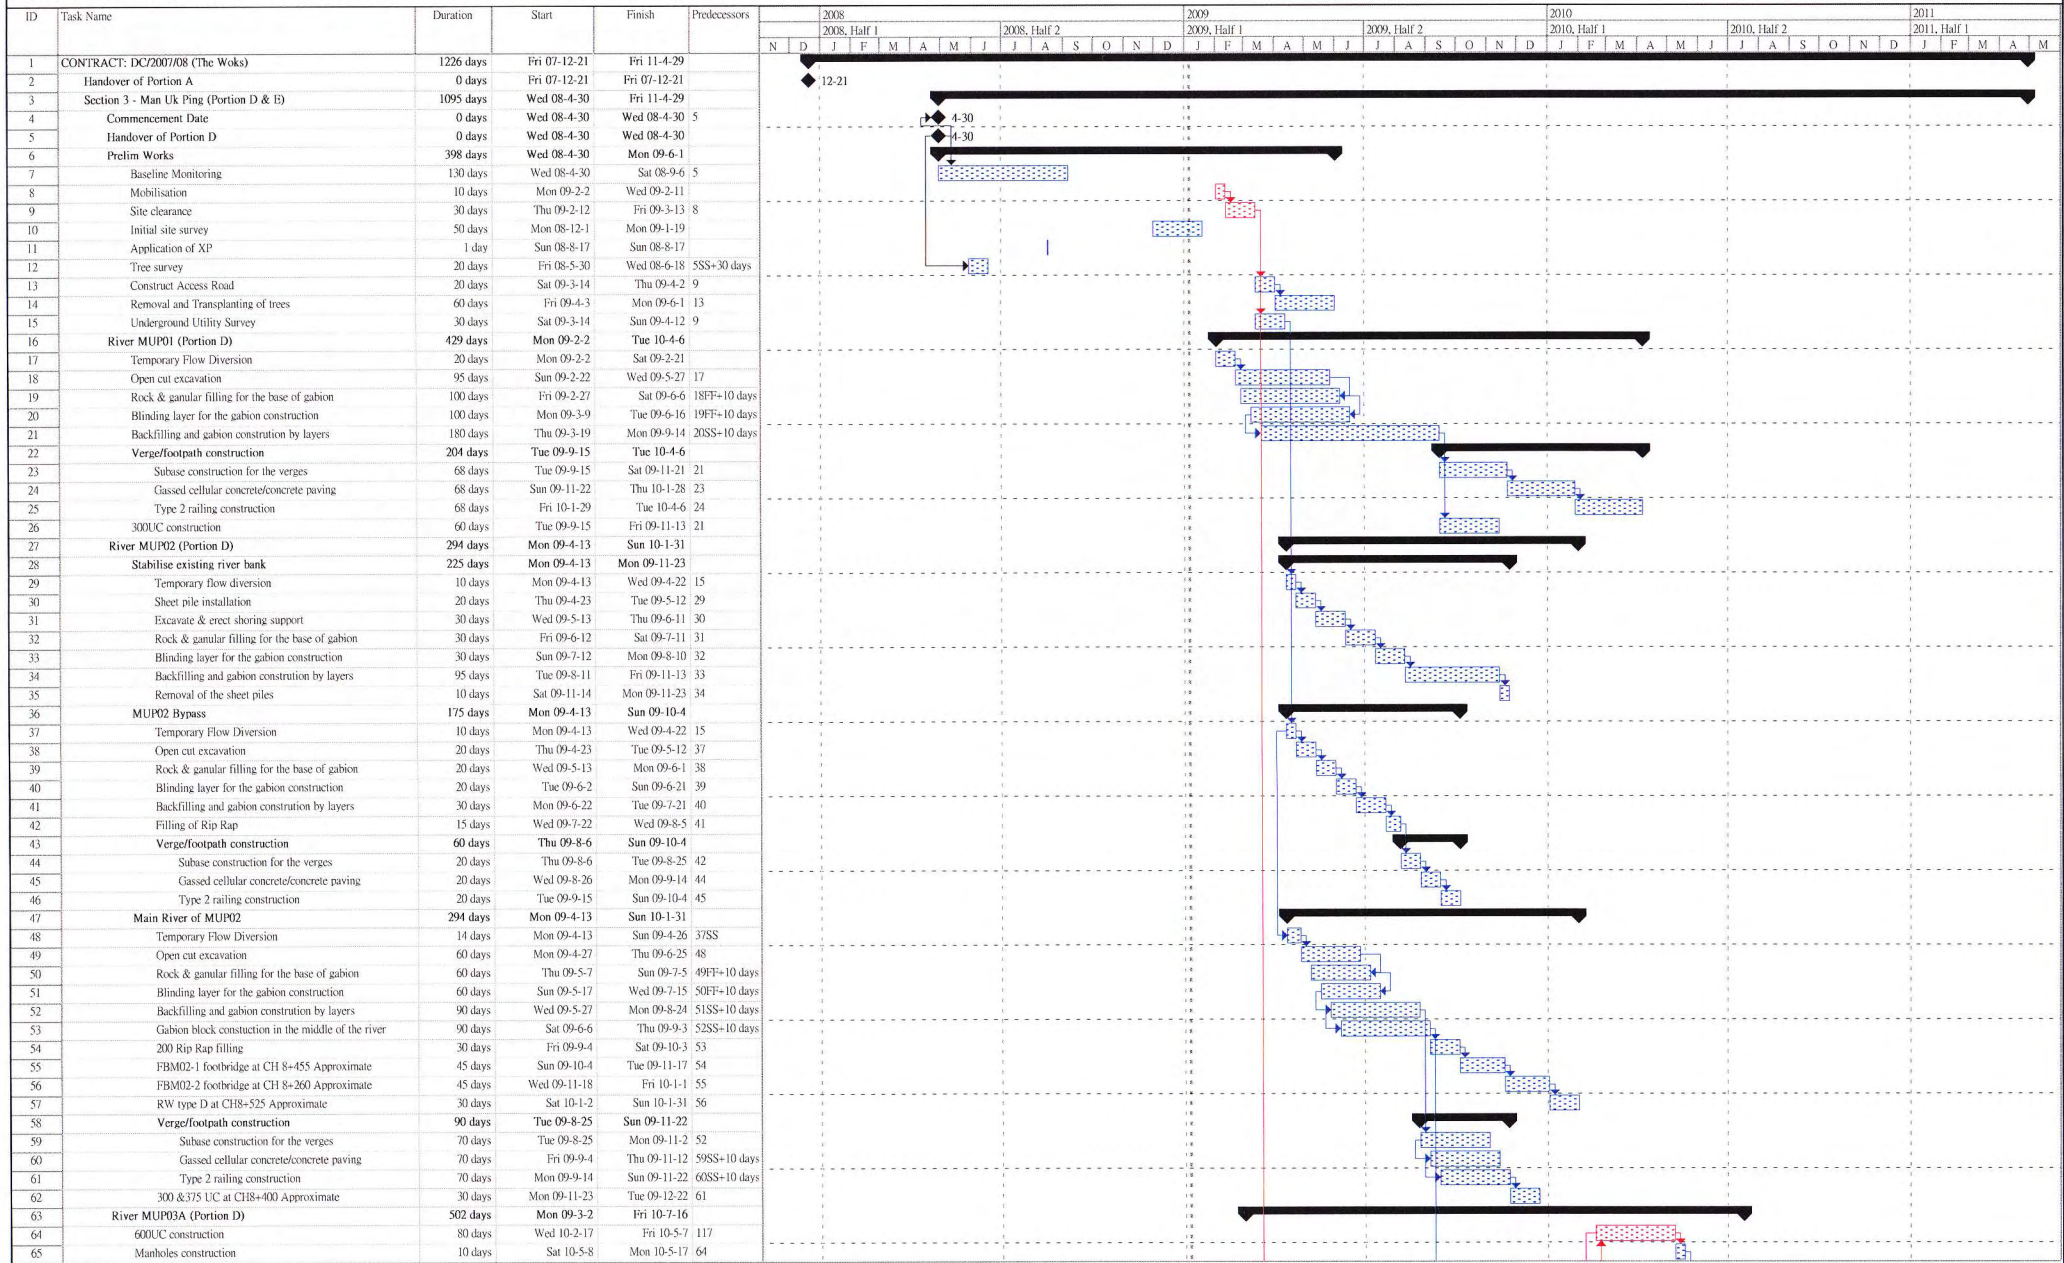 ID Task Name Duration Start Finish Predecessors 2008 2009 2010 2011
2008, Half 1 2008, Half 2 2009, Half 1 2009, Half 2 2010, Half 1 2010, Half 2 2011, Half 1
N D J F M A M J J A S O N D J F M A M J J A S O N D J F M A M J J A S O N D J F M A M
1 CONTRACT: DC/2007/08 (The Woks) 1226 days Fri 07-12-21 Fri 11-4-29
2 Handover of Portion A 0 days Fri 07-12-21 Fri 07-12-21 12-21
3 Section 3 - Man Uk Ping (Portion D & E) 1095 days Wed 08-4-30 Fri 11-4-29
4 Commencement Date 0 days Wed 08-4-30 Wed 08-4-30 5 4-30
5 Handover of Portion D 0 days Wed 08-4-30 Wed 08-4-30 4-30
6 Prelim Works 398 days Wed 08-4-30 Mon 09-6-1
7 Baseline Monitoring 130 days Wed 08-4-30 Sat 08-9-6 5
8 Mobilisation 10 days Mon 09-2-2 Wed 09-2-11
9 Site clearance 30 days Thu 09-2-12 Fri 09-3-13 8
10 Initial site survey 50 days Mon 08-12-1 Mon 09-1-19
11 Application of XP 1 day Sun 08-8-17 Sun 08-8-17
12 Tree survey 20 days Fri 08-5-30 Wed 08-6-18 5SS+30 days
13 Construct Access Road 20 days Sat 09-3-14 Thu 09-4-2 9
14 Removal and Transplanting of trees 60 days Fri 09-4-3 Mon 09-6-1 13
15 Underground Utility Survey 30 days Sat 09-3-14 Sun 09-4-12 9
16 River MUP01 (Portion D) 429 days Mon 09-2-2 Tue 10-4-6
17 Temporary Flow Diversion 20 days Mon 09-2-2 Sat 09-2-21
18 Open cut excavation 95 days Sun 09-2-22 Wed 09-5-27 17
19 Rock & ganular filling for the base of gabion 100 days Fri 09-2-27 Sat 09-6-6 18FF+10 days
20 Blinding layer for the gabion construction 100 days Mon 09-3-9 Tue 09-6-16 19FF+10 days
21 Backfilling and gabion constrution by layers 180 days Thu 09-3-19 Mon 09-9-14 20SS+10 days
22 Verge/footpath construction 204 days Tue 09-9-15 Tue 10-4-6
23 Subase construction for the verges 68 days Tue 09-9-15 Sat 09-11-21 21
24 Gassed cellular concrete/concrete paving 68 days Sun 09-11-22 Thu 10-1-28 23
25 Type 2 railing construction 68 days Fri 10-1-29 Tue 10-4-6 24
26 300UC construction 60 days Tue 09-9-15 Fri 09-11-13 21
27 River MUP02 (Portion D) 294 days Mon 09-4-13 Sun 10-1-31
28 Stabilise existing river bank 225 days Mon 09-4-13 Mon 09-11-23
29 Temporary flow diversion 10 days Mon 09-4-13 Wed 09-4-22 15
30 Sheet pile installation 20 days Thu 09-4-23 Tue 09-5-12 29
31 Excavate & erect shoring support 30 days Wed 09-5-13 Thu 09-6-11 30
32 Rock & ganular filling for the base of gabion 30 days Fri 09-6-12 Sat 09-7-11 31
33 Blinding layer for the gabion construction 30 days Sun 09-7-12 Mon 09-8-10 32
34 Backfilling and gabion constrution by layers 95 days Tue 09-8-11 Fri 09-11-13 33
35 Removal of the sheet piles 10 days Sat 09-11-14 Mon 09-11-23 34
36 MUP02 Bypass 175 days Mon 09-4-13 Sun 09-10-4
37 Temporary Flow Diversion 10 days Mon 09-4-13 Wed 09-4-22 15
38 Open cut excavation 20 days Thu 09-4-23 Tue 09-5-12 37
39 Rock & ganular filling for the base of gabion 20 days Wed 09-5-13 Mon 09-6-1 38
40 Blinding layer for the gabion construction 20 days Tue 09-6-2 Sun 09-6-21 39
41 Backfilling and gabion constrution by layers 30 days Mon 09-6-22 Tue 09-7-21 40
42 Filling of Rip Rap 15 days Wed 09-7-22 Wed 09-8-5 41
43 Verge/footpath construction 60 days Thu 09-8-6 Sun 09-10-4
44 Subase construction for the verges 20 days Thu 09-8-6 Tue 09-8-25 42
45 Gassed cellular concrete/concrete paving 20 days Wed 09-8-26 Mon 09-9-14 44
46 Type 2 railing construction 20 days Tue 09-9-15 Sun 09-10-4 45
47 Main River of MUP02 294 days Mon 09-4-13 Sun 10-1-31
48 Temporary Flow Diversion 14 days Mon 09-4-13 Sun 09-4-26 37SS
49 Open cut excavation 60 days Mon 09-4-27 Thu 09-6-25 48
50 Rock & ganular filling for the base of gabion 60 days Thu 09-5-7 Sun 09-7-5 49FF+10 days
51 Blinding layer for the gabion construction 60 days Sun 09-5-17 Wed 09-7-15 50FF+10 days
52 Backfilling and gabion constrution by layers 90 days Wed 09-5-27 Mon 09-8-24 51SS+10 days
53 Gabion block constuction in the middle of the river 90 days Sat 09-6-6 Thu 09-9-3 52SS+10 days
54 200 Rip Rap filling 30 days Fri 09-9-4 Sat 09-10-3 53
55 FBM02-1 footbridge at CH 8+455 Approximate 45 days Sun 09-10-4 Tue 09-11-17 54
56 FBM02-2 footbridge at CH 8+260 Approximate 45 days Wed 09-11-18 Fri 10-1-1 55
57 RW type D at CH8+525 Approximate 30 days Sat 10-1-2 Sun 10-1-31 56
58 Verge/footpath construction 90 days Tue 09-8-25 Sun 09-11-22
59 Subase construction for the verges 70 days Tue 09-8-25 Mon 09-11-2 52
60 Gassed cellular concrete/concrete paving 70 days Fri 09-9-4 Thu 09-11-12 59SS+10 days
61 Type 2 railing construction 70 days Mon 09-9-14 Sun 09-11-22 60SS+10 days
62 300 &375 UC at CH8+400 Approximate 30 days Mon 09-11-23 Tue 09-12-22 61
63 River MUP03A (Portion D) 502 days Mon 09-3-2 Fri 10-7-16
64 600UC construction 80 days Wed 10-2-17 Fri 10-5-7 117
65 Manholes construction 10 days Sat 10-5-8 Mon 10-5-17 64